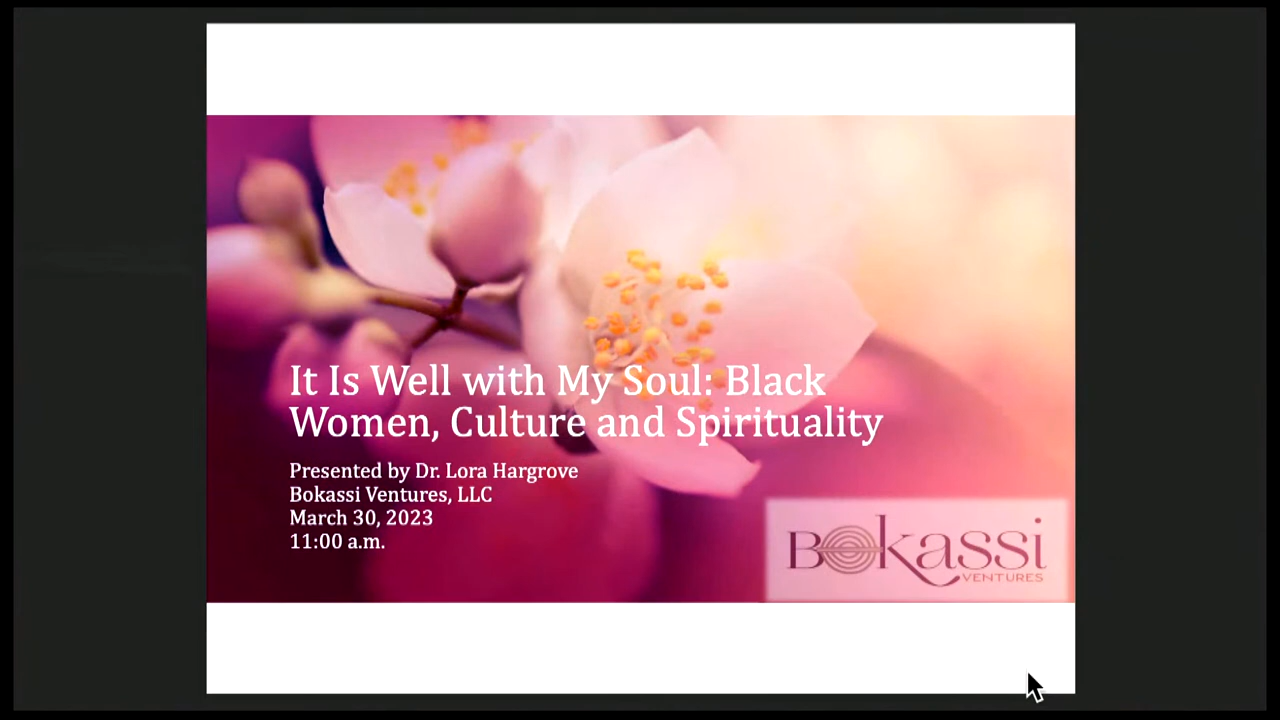 It Is Well with My Soul: Black
Women, Culture and Spirituality
Presented by Dr. Lora Hargrove
Bokassi Ventures, LLC
March 30, 2023
11:00 a.m.
Bokassi
VENTURES